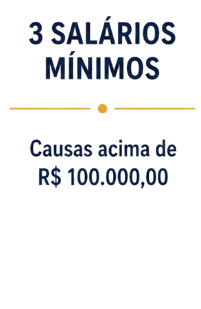 3 SALÁRIOS
MÍNIMOS
Causas acima de
R$ 100.000,00